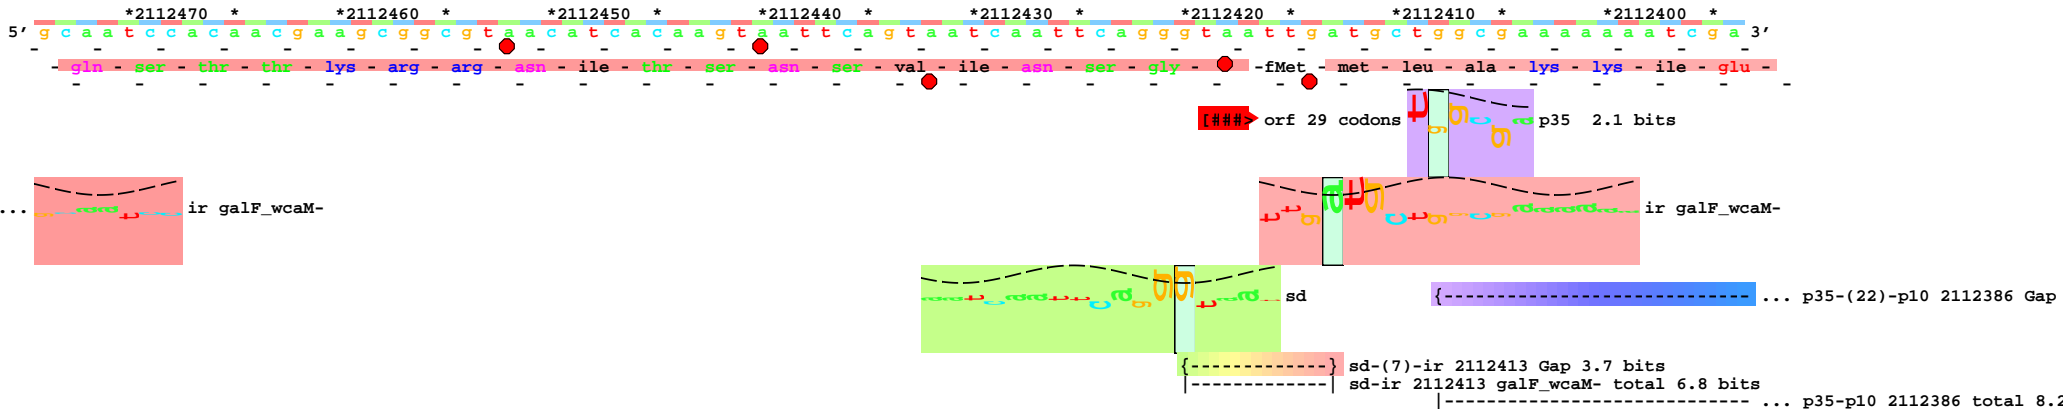 *2112470 * *2112460 * *2112450 * *2112440 * *2112430 * *2112420 * *2112410 * *2112400 *
5' g c a a t c c a c a a c g a a g c g g c g t a a c a t c a c a a g t a a t t c a g t a a t c a a t t c a g g g t a a t t g a t g c t g g c g a a a a a a a t c g a 3'
- gln - ser - thr - thr - lys - arg - arg - asn - ile - thr - ser - asn - ser - val - ile - asn - ser - gly - -fMet - met - leu - ala - lys - lys - ile - glu -
[###> orf 29 codons
p35 2.1 bits
... ir galF_wcaM-
ir galF_wcaM-
sd
{--------------- ... p35-(22)-p10 2112386 Gap
{-------------} sd-(7)-ir 2112413 Gap 3.7 bits
|-------------| sd-ir 2112413 galF_wcaM- total 6.8 bits
|--------------- ... p35-p10 2112386 total 8.2